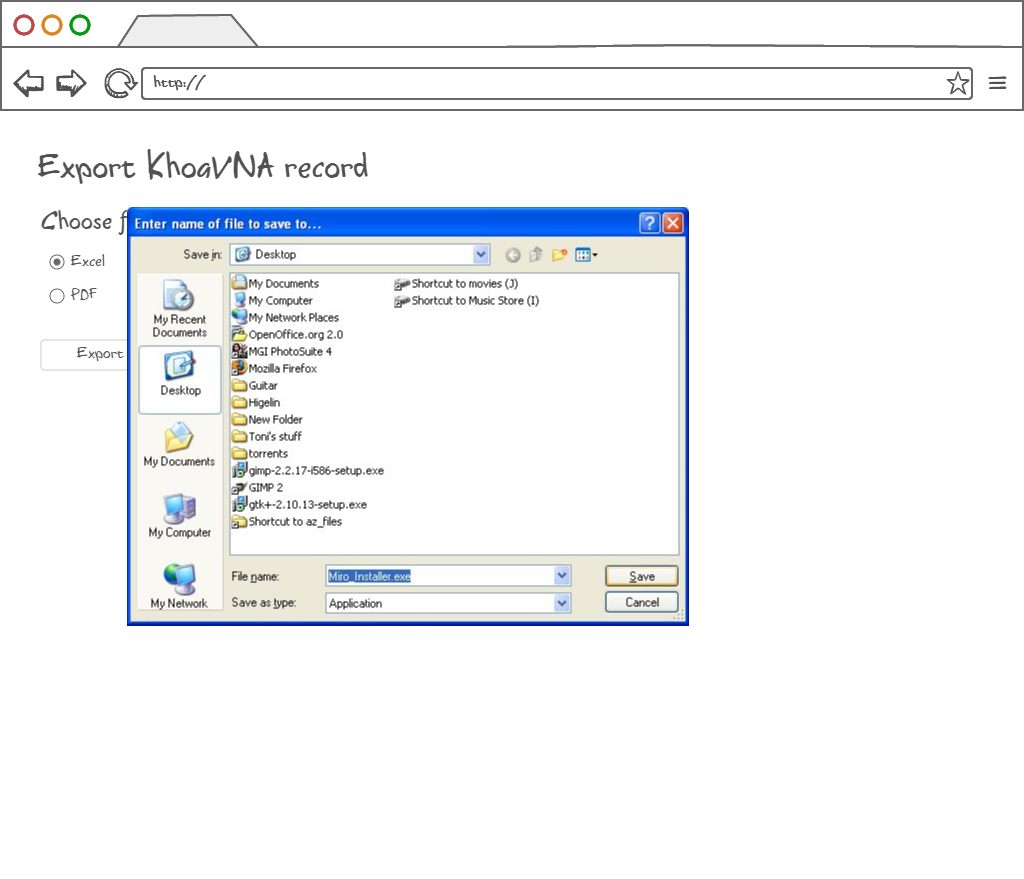 http://
Export KhoaVNA record
Choose f
Excel
PDF
Export
Enter name of file to save to...
Save in:
Desktop
My Recent
Documents
Desktop
My Documents
My Computer
My Network
My Documents
My Computer
My Network Places
OpenOffice.org 2.0
MGI PhotoSuite 4
Mozilla Firefox
Guitar
Higelin
New Folder
Toni's stuff
torrents
gimp-2.2.17-i586-setup.exe
GIMP 2
gtk+-2.10.13-setup.exe
Shortcut to az_files
Shortcut to movies (J)
Shortcut to Music Store (I)
File name:
Miro_Installer.exe
Save
Save as type:
Application
Cancel